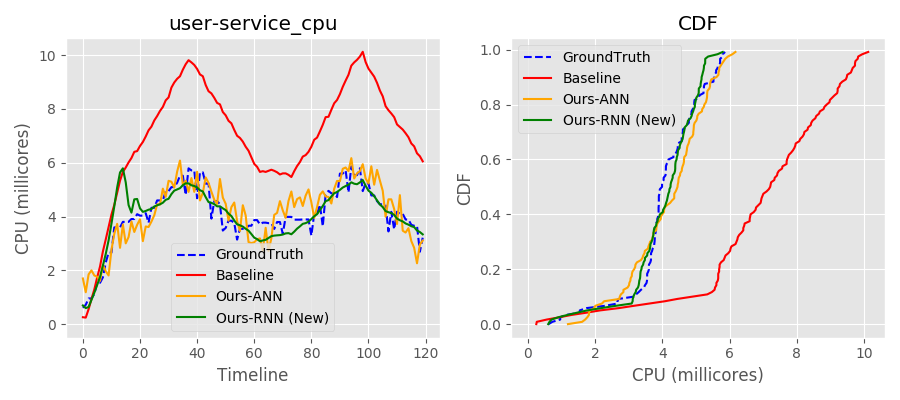 user-service_cpu
CPU (millicores)
10
8
6
4
2
0
0 20 40 60 80 100 120
Timeline
GroundTruth
Baseline
Ours-ANN
Ours-RNN (New)
CDF
CDF
1.0
0.8
0.6
0.4
0.2
0.0
0 2 4 6 8 10
CPU (millicores)
GroundTruth
Baseline
Ours-ANN
Ours-RNN (New)